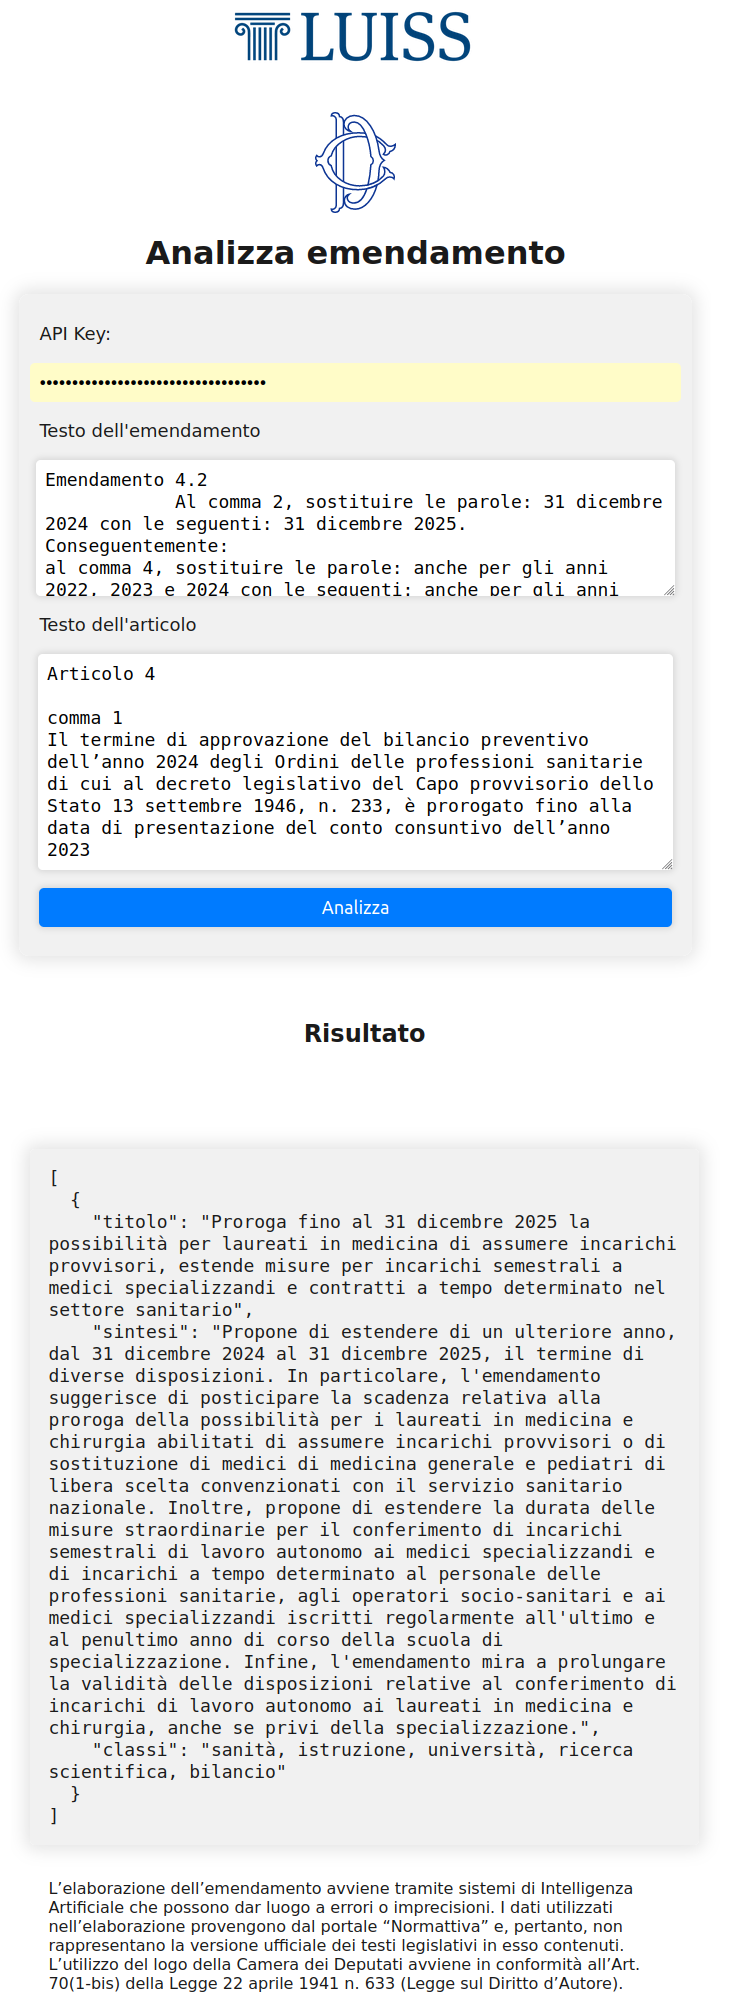 LUISS
Analizza emendamento
API Key:
••••••••••••••••••••••••••••••••••
Testo dell'emendamento
Emendamento 4.2
Al comma 2, sostituire le parole: 31 dicembre
2024 con le seguenti: 31 dicembre 2025.
Conseguentemente:
al comma 4, sostituire le parole: anche per gli anni
2022, 2023 e 2024 con le seguenti: anche per gli anni
Testo dell'articolo
Articolo 4
comma 1
Il termine di approvazione del bilancio preventivo
dell’anno 2024 degli Ordini delle professioni sanitarie
di cui al decreto legislativo del Capo provvisorio dello
Stato 13 settembre 1946, n. 233, è prorogato fino alla
data di presentazione del conto consuntivo dell’anno
2023
Analizza
Risultato
[
{
"titolo": "Proroga fino al 31 dicembre 2025 la
possibilità per laureati in medicina di assumere incarichi
provvisori, estende misure per incarichi semestrali a
medici specializzandi e contratti a tempo determinato nel
settore sanitario",
"sintesi": "Propone di estendere di un ulteriore anno,
dal 31 dicembre 2024 al 31 dicembre 2025, il termine di
diverse disposizioni. In particolare, l'emendamento
suggerisce di posticipare la scadenza relativa alla
proroga della possibilità per i laureati in medicina e
chirurgia abilitati di assumere incarichi provvisori o di
sostituzione di medici di medicina generale e pediatri di
libera scelta convenzionati con il servizio sanitario
nazionale. Inoltre, propone di estendere la durata delle
misure straordinarie per il conferimento di incarichi
semestrali di lavoro autonomo ai medici specializzandi e
di incarichi a tempo determinato al personale delle
professioni sanitarie, agli operatori socio-sanitari e ai
medici specializzandi iscritti regolarmente all'ultimo e
al penultimo anno di corso della scuola di
specializzazione. Infine, l'emendamento mira a prolungare
la validità delle disposizioni relative al conferimento di
incarichi di lavoro autonomo ai laureati in medicina e
chirurgia, anche se privi della specializzazione.",
"classi": "sanità, istruzione, università, ricerca
scientifica, bilancio"
}
]
L’elaborazione dell’emendamento avviene tramite sistemi di Intelligenza
Artificiale che possono dar luogo a errori o imprecisioni. I dati utilizzati
nell’elaborazione provengono dal portale “Normattiva” e, pertanto, non
rappresentano la versione ufficiale dei testi legislativi in esso contenuti.
L’utilizzo del logo della Camera dei Deputati avviene in conformità all’Art.
70(1-bis) della Legge 22 aprile 1941 n. 633 (Legge sul Diritto d’Autore).